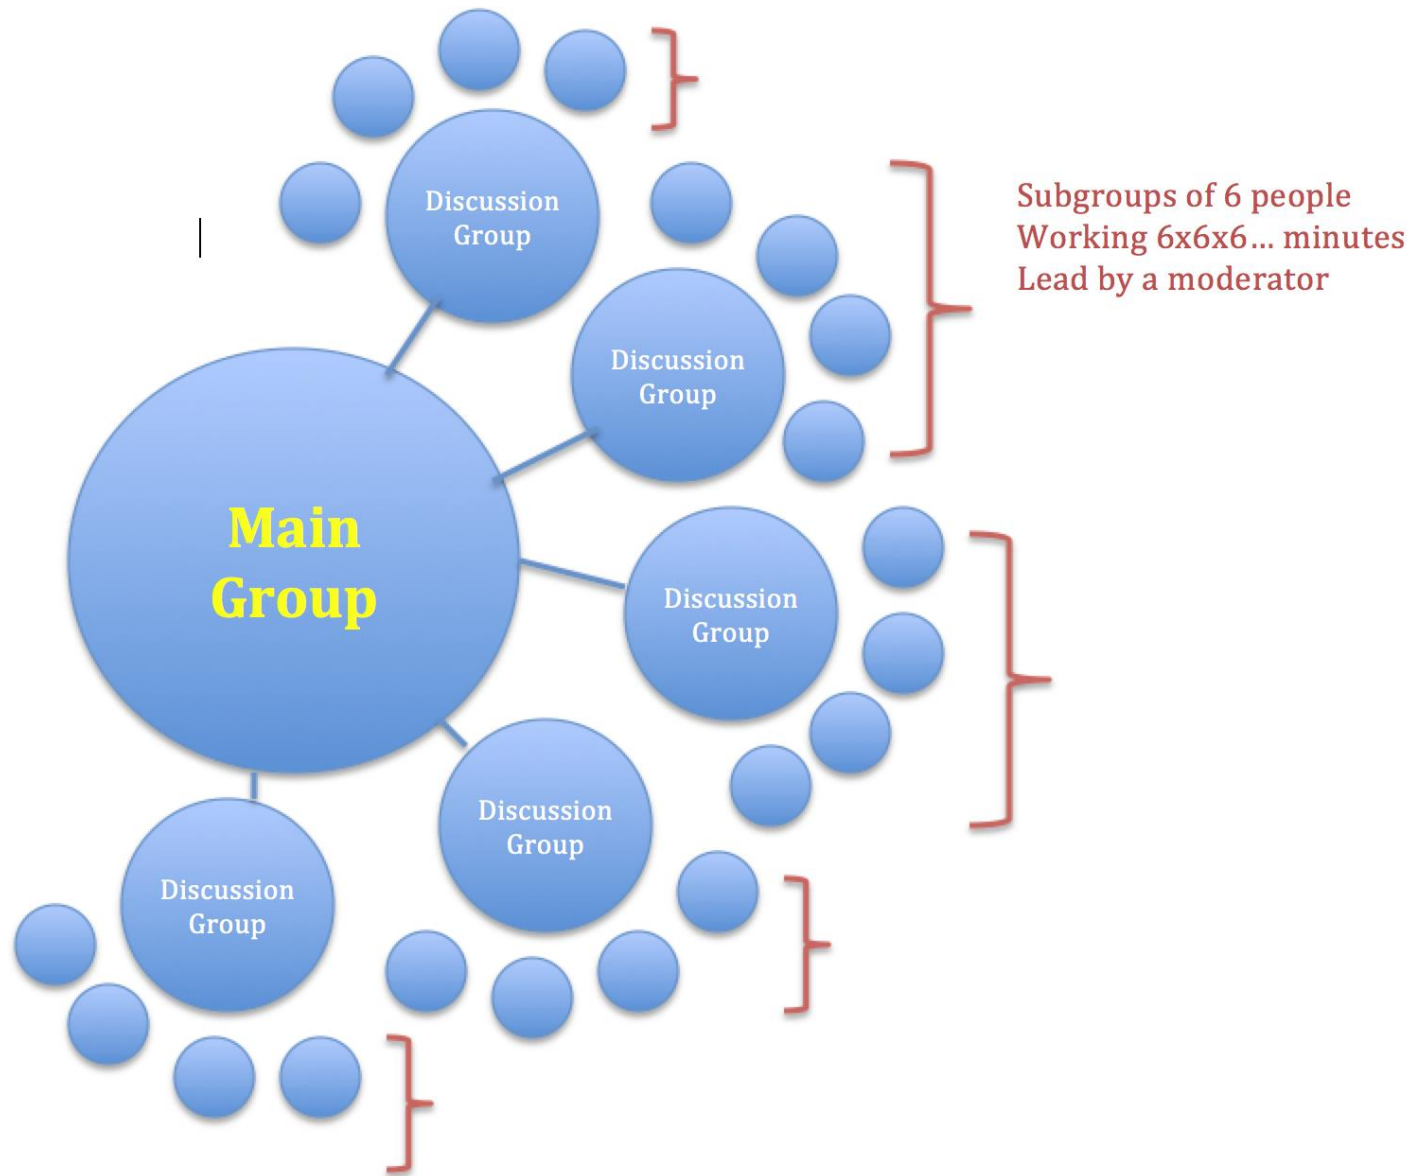 Discussion
Group
Subgroups of 6 people
Working 6x6x6... minutes
Lead by a moderator
Discussion
Group
Main
Group
Discussion
Group
Discussion
Group
Discussion
Group